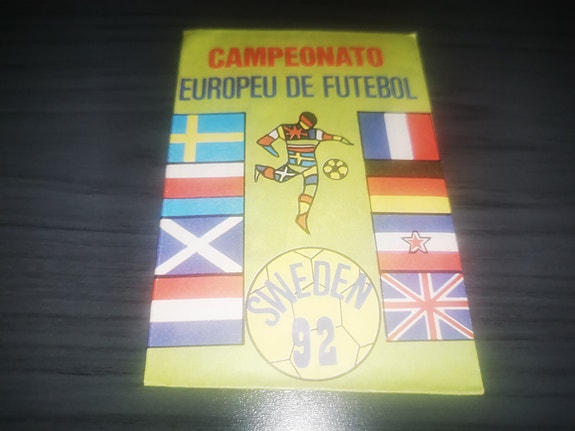 CAMPEONATO
EUROPEU DE FUTEBOL
SWEDEN
92